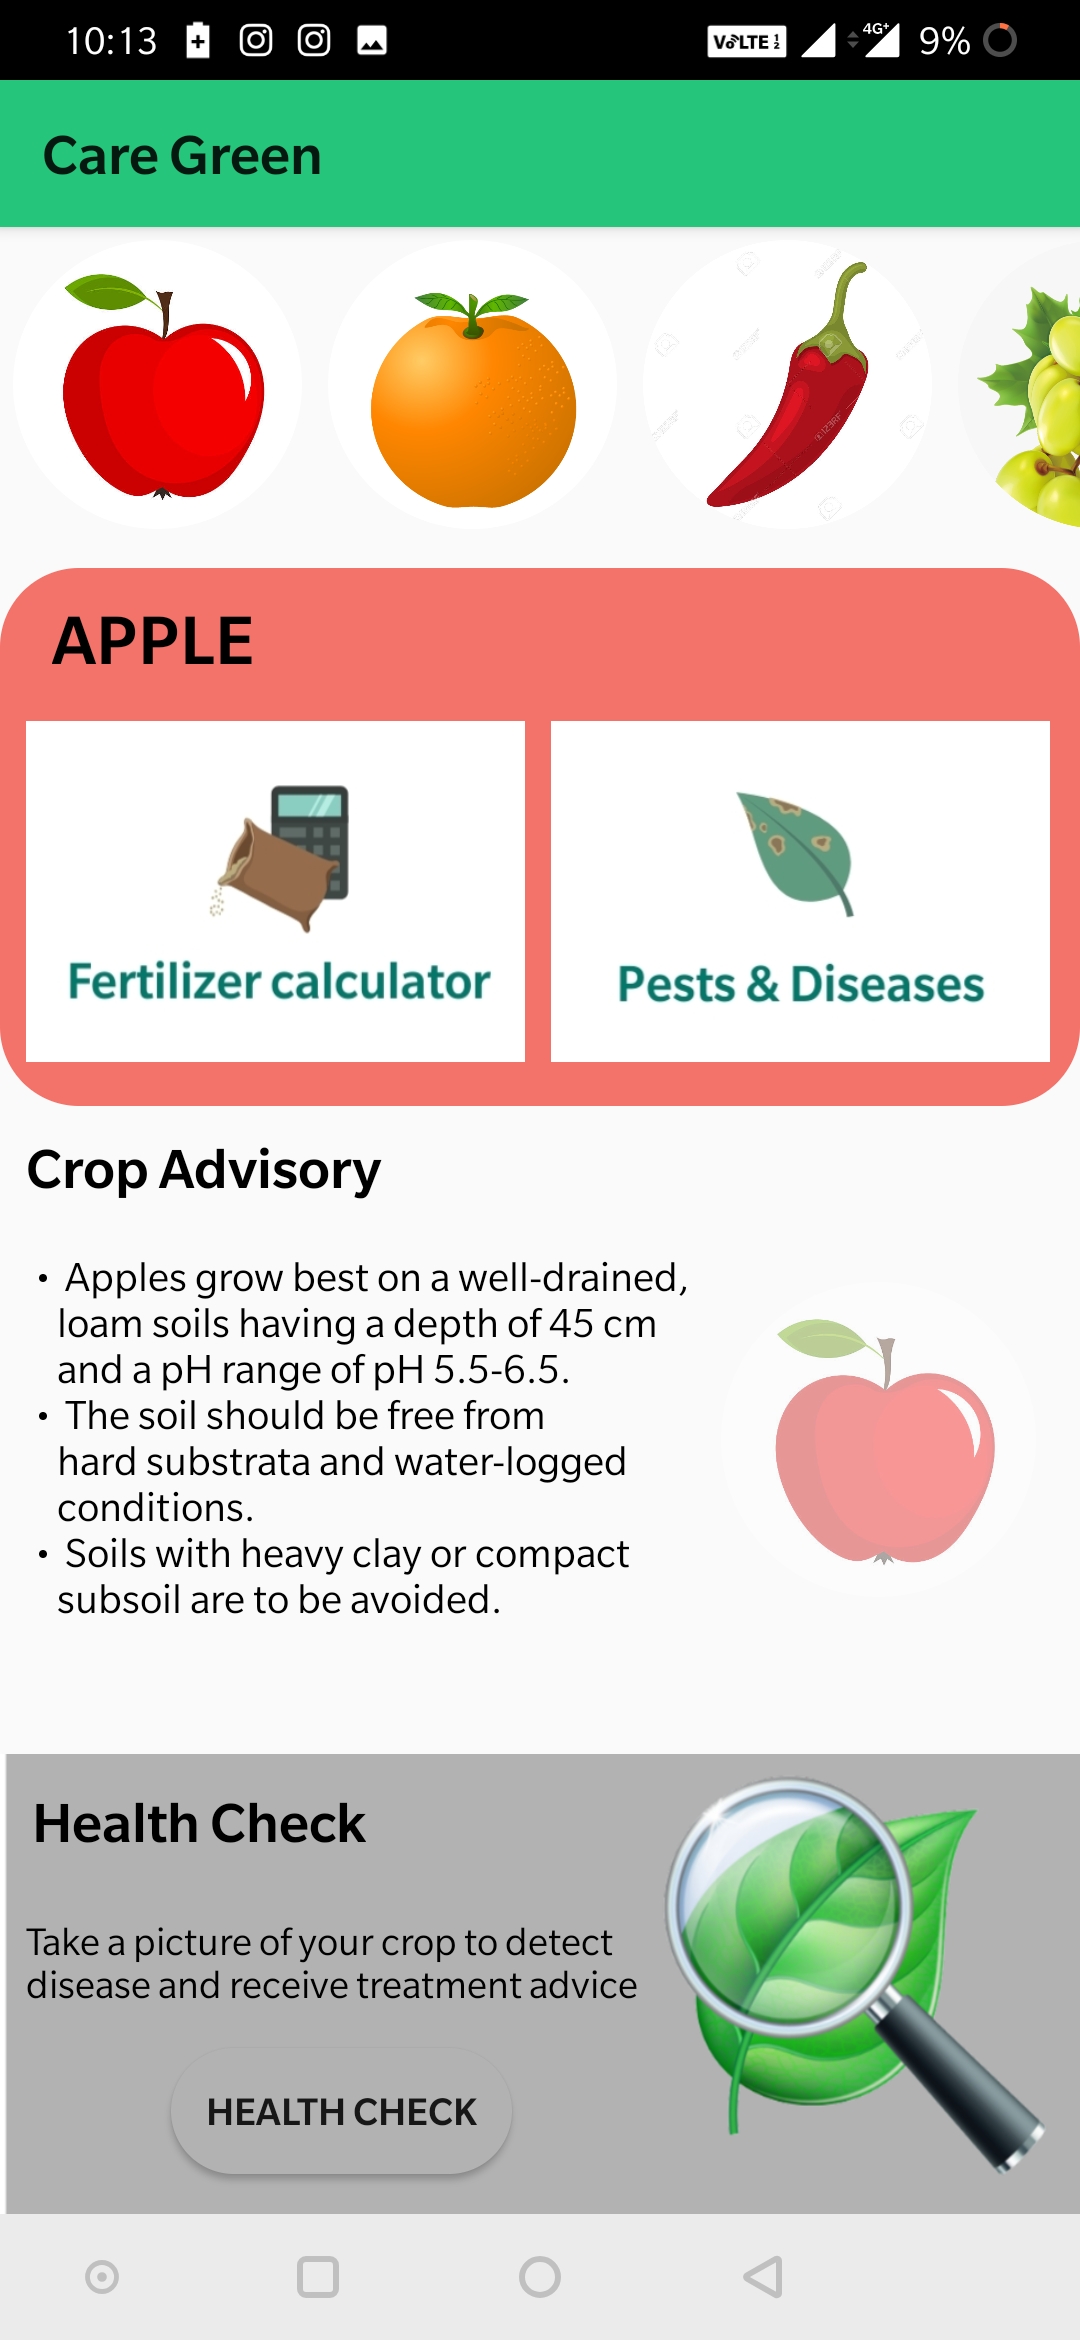 10:13
VoLTE 1 2
4G+
9%
Care Green
APPLE
Fertilizer calculator
Pests & Diseases
Crop Advisory
• Apples grow best on a well-drained,
loam soils having a depth of 45 cm
and a pH range of pH 5.5-6.5.
• The soil should be free from
hard substrata and water-logged
conditions.
• Soils with heavy clay or compact
subsoil are to be avoided.
Health Check
Take a picture of your crop to detect
disease and receive treatment advice
HEALTH CHECK